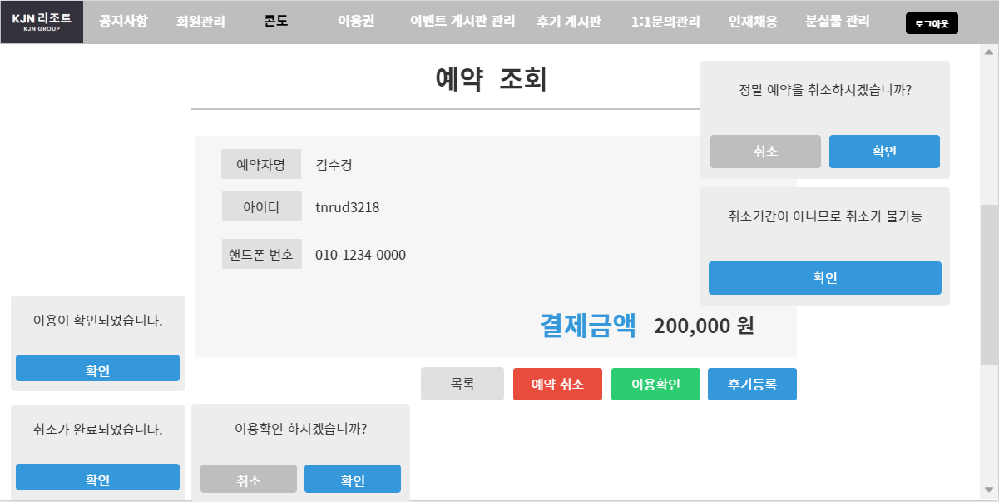 KJN 리조트
KJN GROUP
공지사항
회원관리
콘도
이용권
이벤트 게시판 관리
후기 게시판
1:1문의관리
인재채용
분실물 관리
로그아웃
예약 조회
정말 예약을 취소하시겠습니까?
취소
확인
예약자명
김수경
아이디
tnrud3218
핸드폰 번호
010-1234-0000
취소기간이 아니므로 취소가 불가능
확인
결제금액
200,000 원
이용이 확인되었습니다.
확인
목록
예약 취소
이용확인
후기등록
취소가 완료되었습니다.
확인
이용확인 하시겠습니까?
취소
확인